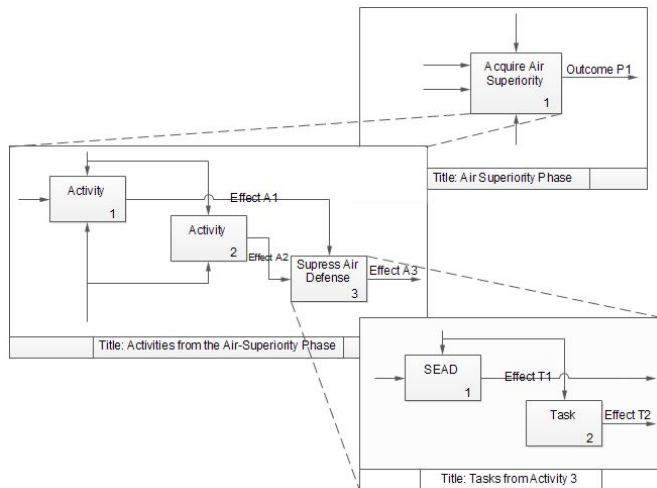 Acquire Air
Superiority
1
Outcome P1
Title: Air Superiority Phase
Activity
1
Effect A1
Activity
2
Effect A2
Supress Air
Defense
3
Effect A3
Title: Activities from the Air-Superiority Phase
SEAD
1
Effect T1
Task
2
Effect T2
Title: Tasks from Activity 3